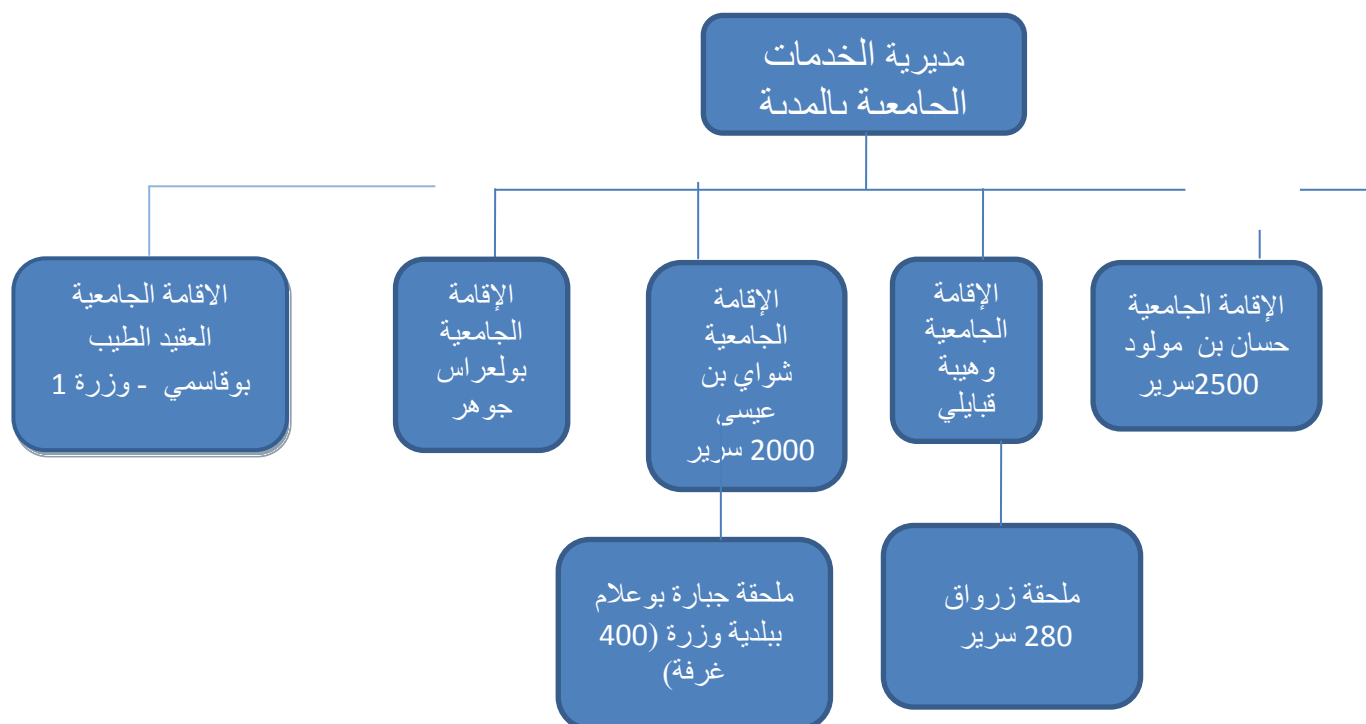 مديرية الخدمات
الجامعية بالمدية
الإقامة الجامعية
حسان بن مولود
2500سرير
الإقامة
الجامعية
وهيبة
قبايلي
الإقامة
الجامعية
شواي بن
عيسى
2000 سرير
الإقامة
الجامعية
بولعراس
جوهر
الاقامة الجامعية
العقيد الطيب
بوقاسمي - وزرة 1
ملحقة زرواق
280 سرير
ملحقة جبارة بوعلام
ببلدية وزرة (400
غرفة)